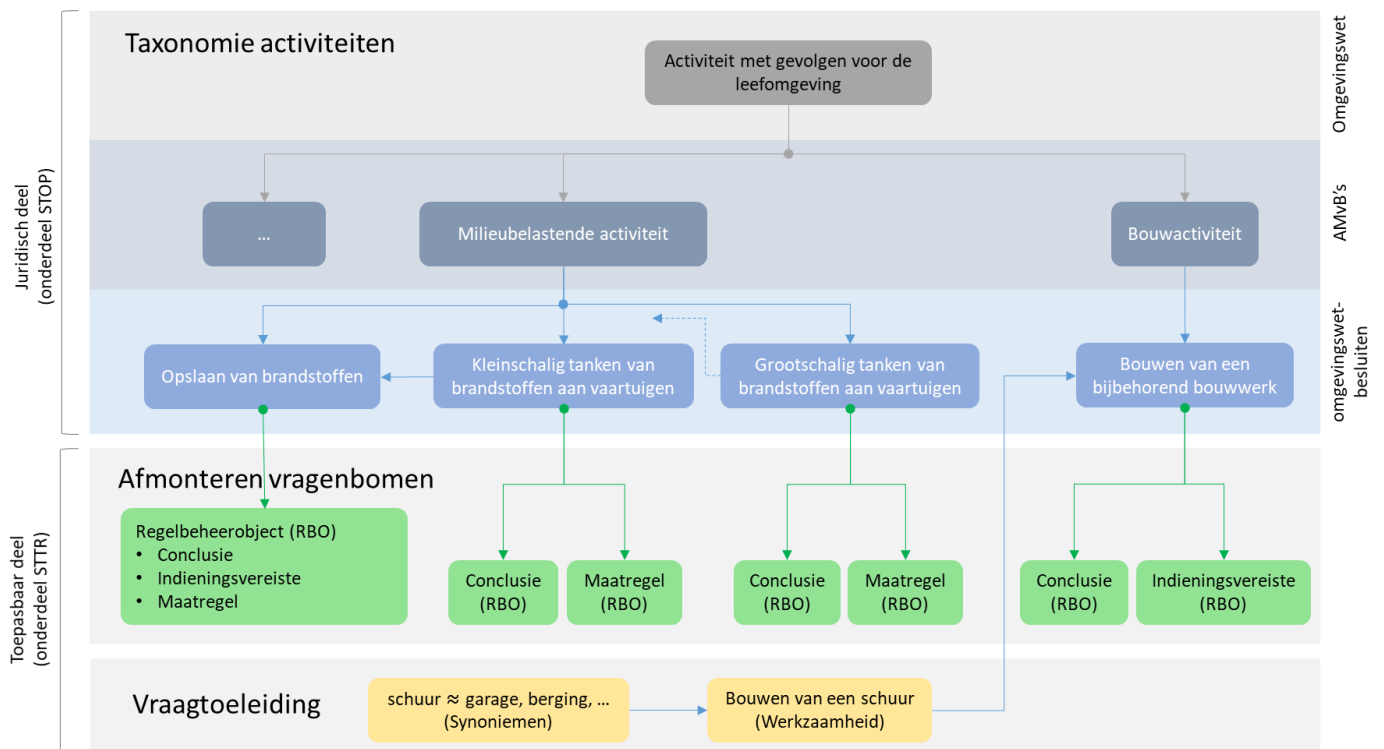 Taxonomie activiteiten
Activiteit met gevolgen voor de
leefomgeving
Omgevingswet
Juridisch deel
(onderdeel STOP)
...
Milieubelastende activiteit
Bouwactiviteit
AMvB's
Opslaan van brandstoffen
Kleinschalig tanken van
brandstoffen aan vaartuigen
Grootschalig tanken van
brandstoffen aan vaartuigen
Bouwen van een
bijbehorend bouwwerk
omgevingswet-
besluiten
Toepasbaar deel
(onderdeel STTR)
Afmonteren vragenbomen
Regelbeheerobject (RBO)
• Conclusie
• Indieningsvereiste
• Maatregel
Conclusie
(RBO)
Maatregel
(RBO)
Conclusie
(RBO)
Maatregel
(RBO)
Conclusie
(RBO)
Indieningsvereiste
(RBO)
Vraagtoeleiding
schuur ≈ garage, berging, ...
(Synoniemen)
Bouwen van een schuur
(Werkzaamheid)